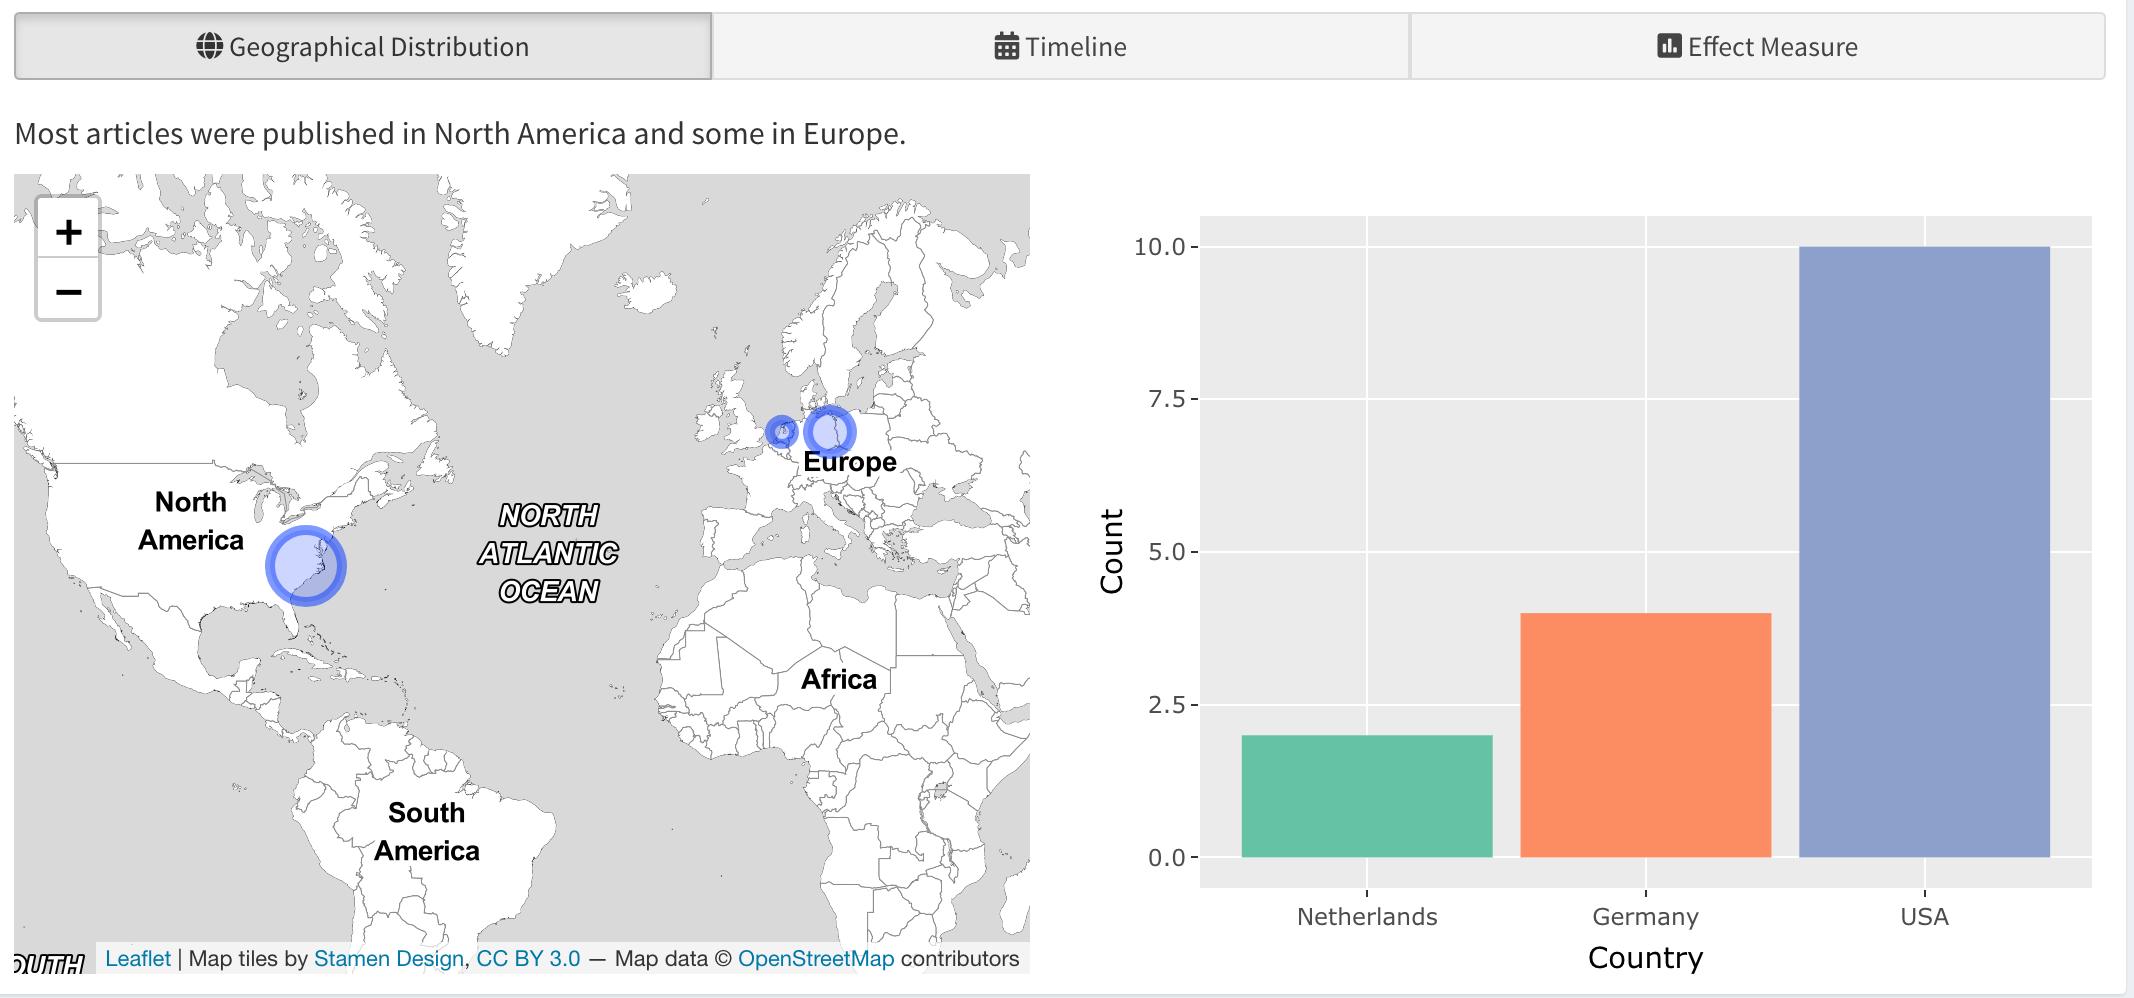 Geographical Distribution
Timeline
Effect Measure
Most articles were published in North America and some in Europe.
+
−
North
America
NORTH
ATLANTIC
OCEAN
Europe
Africa
South
America
OUTH
Leaflet | Map tiles by Stamen Design, CC BY 3.0 — Map data © OpenStreetMap contributors
10.0
7.5
5.0
2.5
0.0
Count
Netherlands
Germany
USA
Country